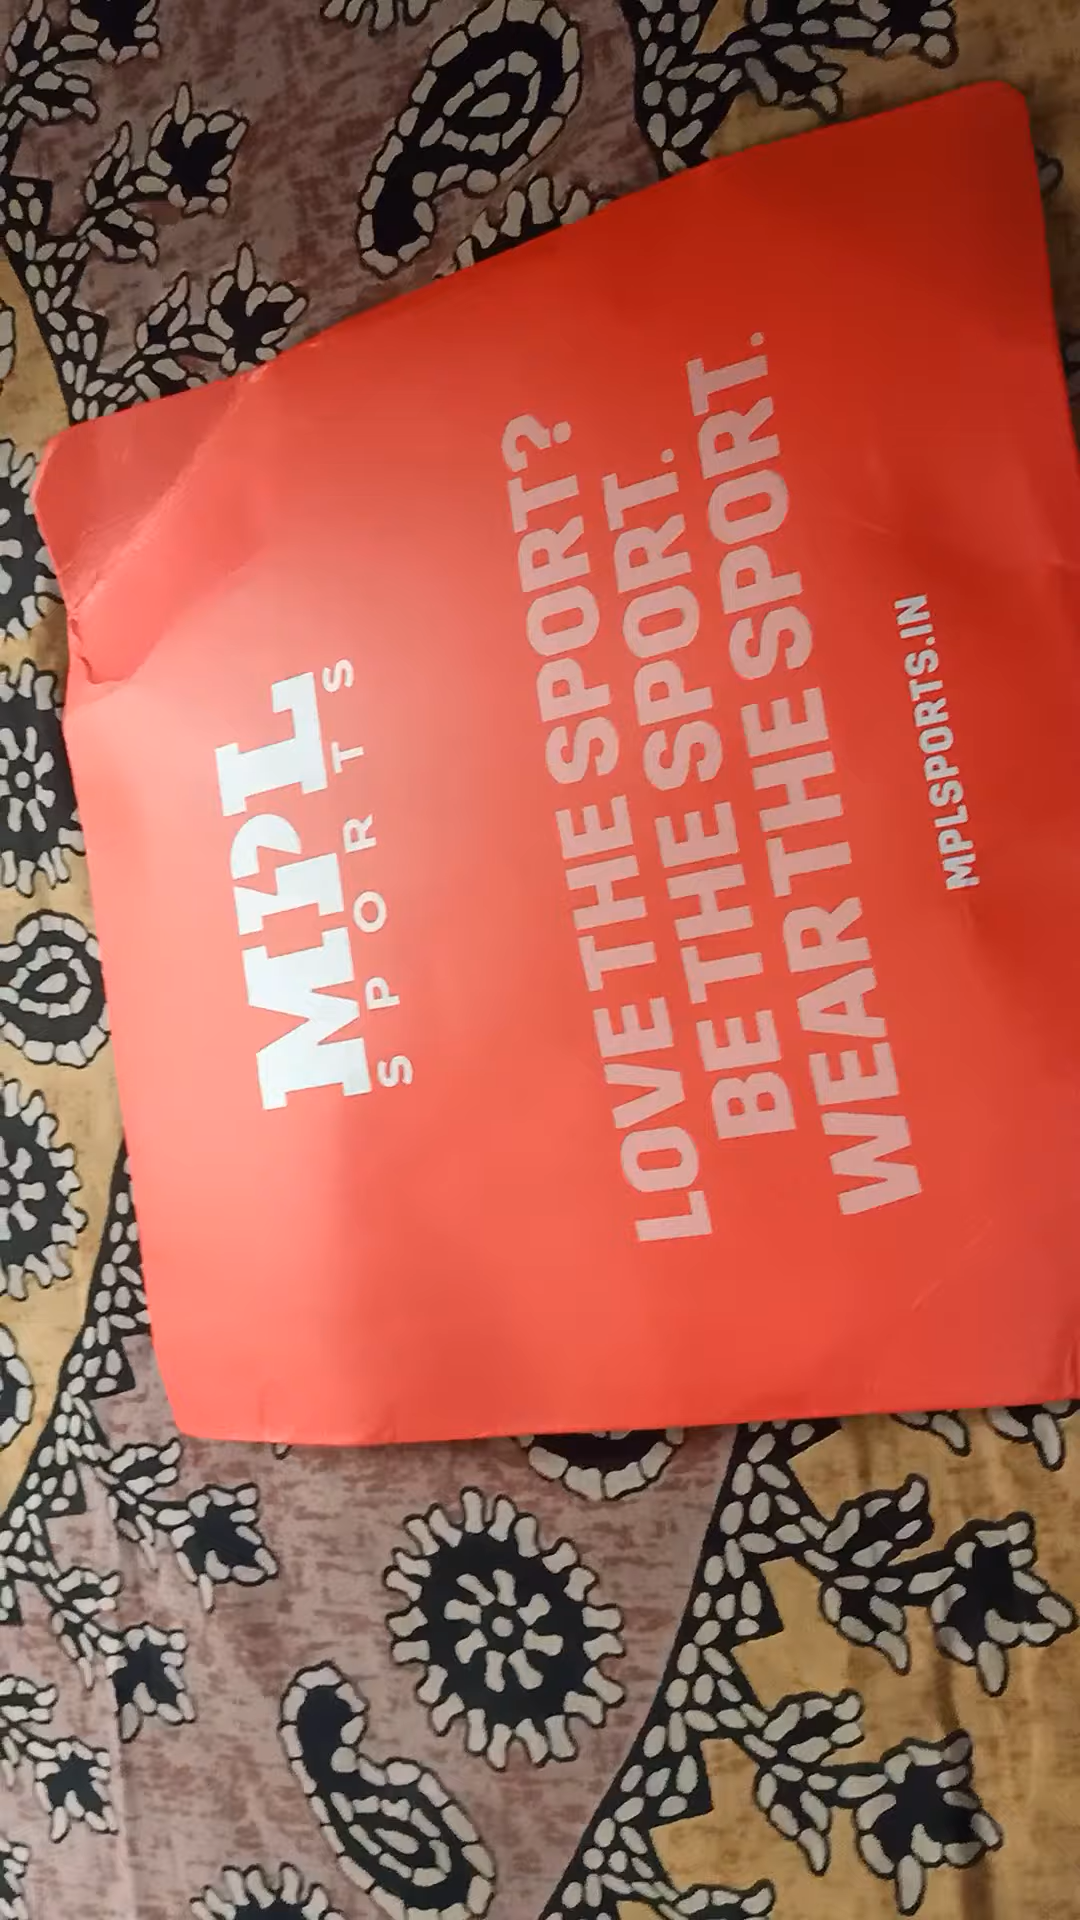 MPL
SPORTS
LOVE THE SPORT?
BE THE SPORT.
WEAR THE SPORT.
MPLSPORTS.IN